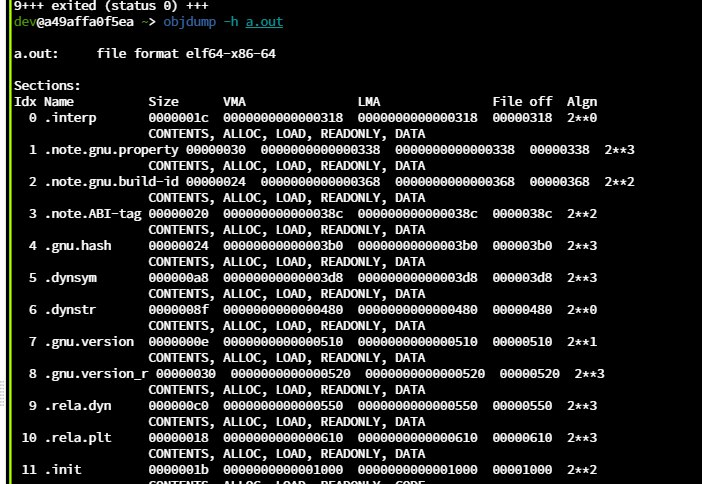 9+++ exited (status 0) +++
dev@a49affa0f5ea ~> objdump -h a.out
a.out:     file format elf64-x86-64
Sections:
Idx Name          Size      VMA               LMA               File off  Algn
  0 .interp       0000001c  0000000000000318  0000000000000318  00000318  2**0
                  CONTENTS, ALLOC, LOAD, READONLY, DATA
  1 .note.gnu.property 00000030  0000000000000338  0000000000000338  00000338  2**3
                  CONTENTS, ALLOC, LOAD, READONLY, DATA
  2 .note.gnu.build-id 00000024  0000000000000368  0000000000000368  00000368  2**2
                  CONTENTS, ALLOC, LOAD, READONLY, DATA
  3 .note.ABI-tag 00000020  000000000000038c  000000000000038c  0000038c  2**2
                  CONTENTS, ALLOC, LOAD, READONLY, DATA
  4 .gnu.hash     00000024  00000000000003b0  00000000000003b0  000003b0  2**3
                  CONTENTS, ALLOC, LOAD, READONLY, DATA
  5 .dynsym       000000a8  00000000000003d8  00000000000003d8  000003d8  2**3
                  CONTENTS, ALLOC, LOAD, READONLY, DATA
  6 .dynstr       0000008f  0000000000000480  0000000000000480  00000480  2**0
                  CONTENTS, ALLOC, LOAD, READONLY, DATA
  7 .gnu.version  0000000e  0000000000000510  0000000000000510  00000510  2**1
                  CONTENTS, ALLOC, LOAD, READONLY, DATA
  8 .gnu.version_r 00000030  0000000000000520  0000000000000520  00000520  2**3
                  CONTENTS, ALLOC, LOAD, READONLY, DATA
  9 .rela.dyn     000000c0  0000000000000550  0000000000000550  00000550  2**3
                  CONTENTS, ALLOC, LOAD, READONLY, DATA
 10 .rela.plt     00000018  0000000000000610  0000000000000610  00000610  2**3
                  CONTENTS, ALLOC, LOAD, READONLY, DATA
 11 .init         0000001b  0000000000001000  0000000000001000  00001000  2**2
                  CONTENTS, ALLOC, LOAD, READONLY, CODE